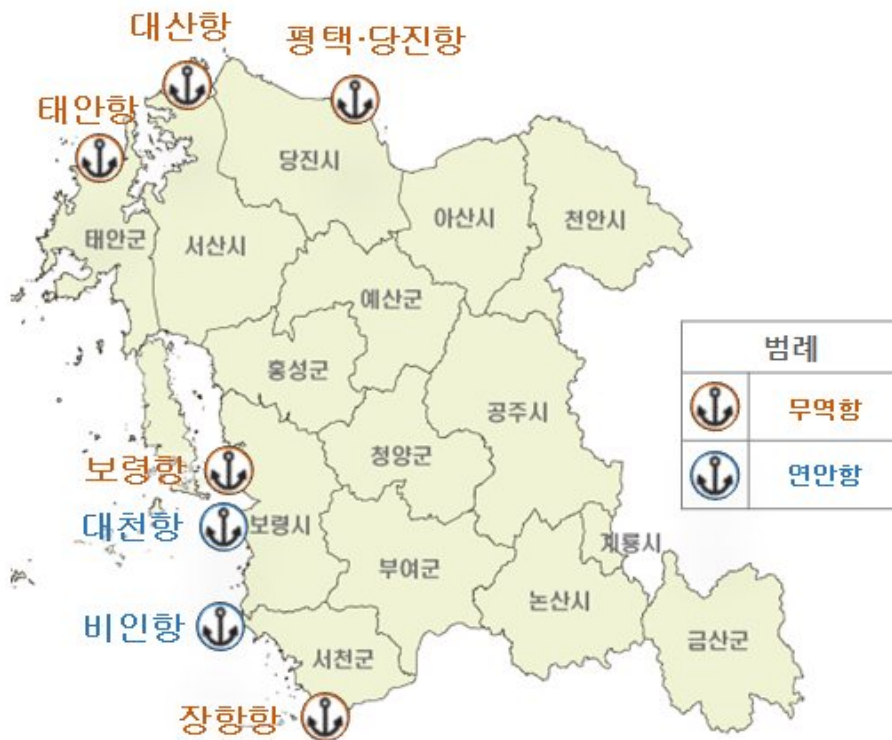 대산항
평택·당진항
태안항
당진시
아산시
천안시
태안군
서산시
예산군
범례
홍성군
무역항
공주시
청양군
보령항
연안항
대천항
보령시
계룡시
부여군
논산시
비인항
금산군
서천군
장항항